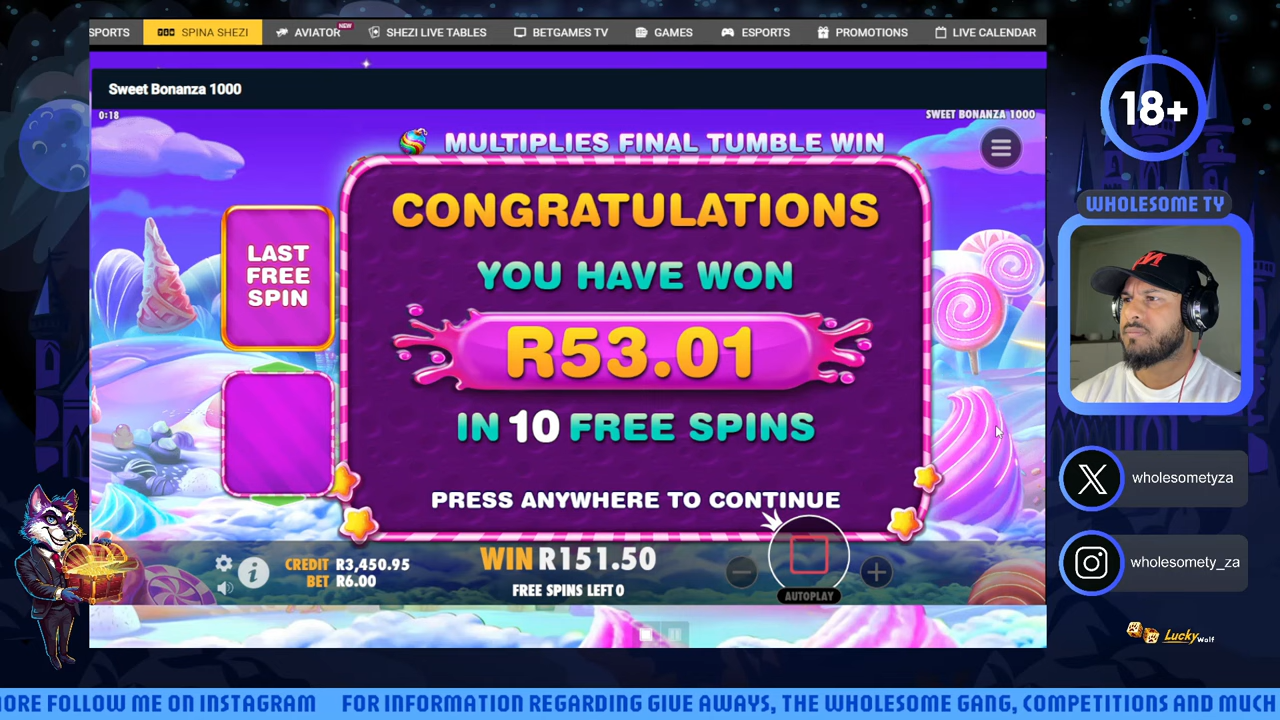 SPORTS
SPINA SHEZI
AVIATOR
NEW
SHEZI LIVE TABLES
BETGAMES TV
GAMES
ESPORTS
PROMOTIONS
LIVE CALENDAR
Sweet Bonanza 1000
0:18
SWEET BONANZA 1000
MULTIPLIES FINAL TUMBLE WIN
CONGRATULATIONS
YOU HAVE WON
R53.01
IN 10 FREE SPINS
PRESS ANYWHERE TO CONTINUE
LAST
FREE
SPIN
CREDIT R3,450.95
BET R6.00
WIN R151.50
FREE SPINS LEFT 0
AUTOPLAY
18+
WHOLESOME TY
wholesometyza
wholesomety_za
Lucky Wolf
ORE FOLLOW ME ON INSTAGRAM FOR INFORMATION REGARDING GIVE AWAYS, THE WHOLESOME GANG, COMPETITIONS AND MUCH